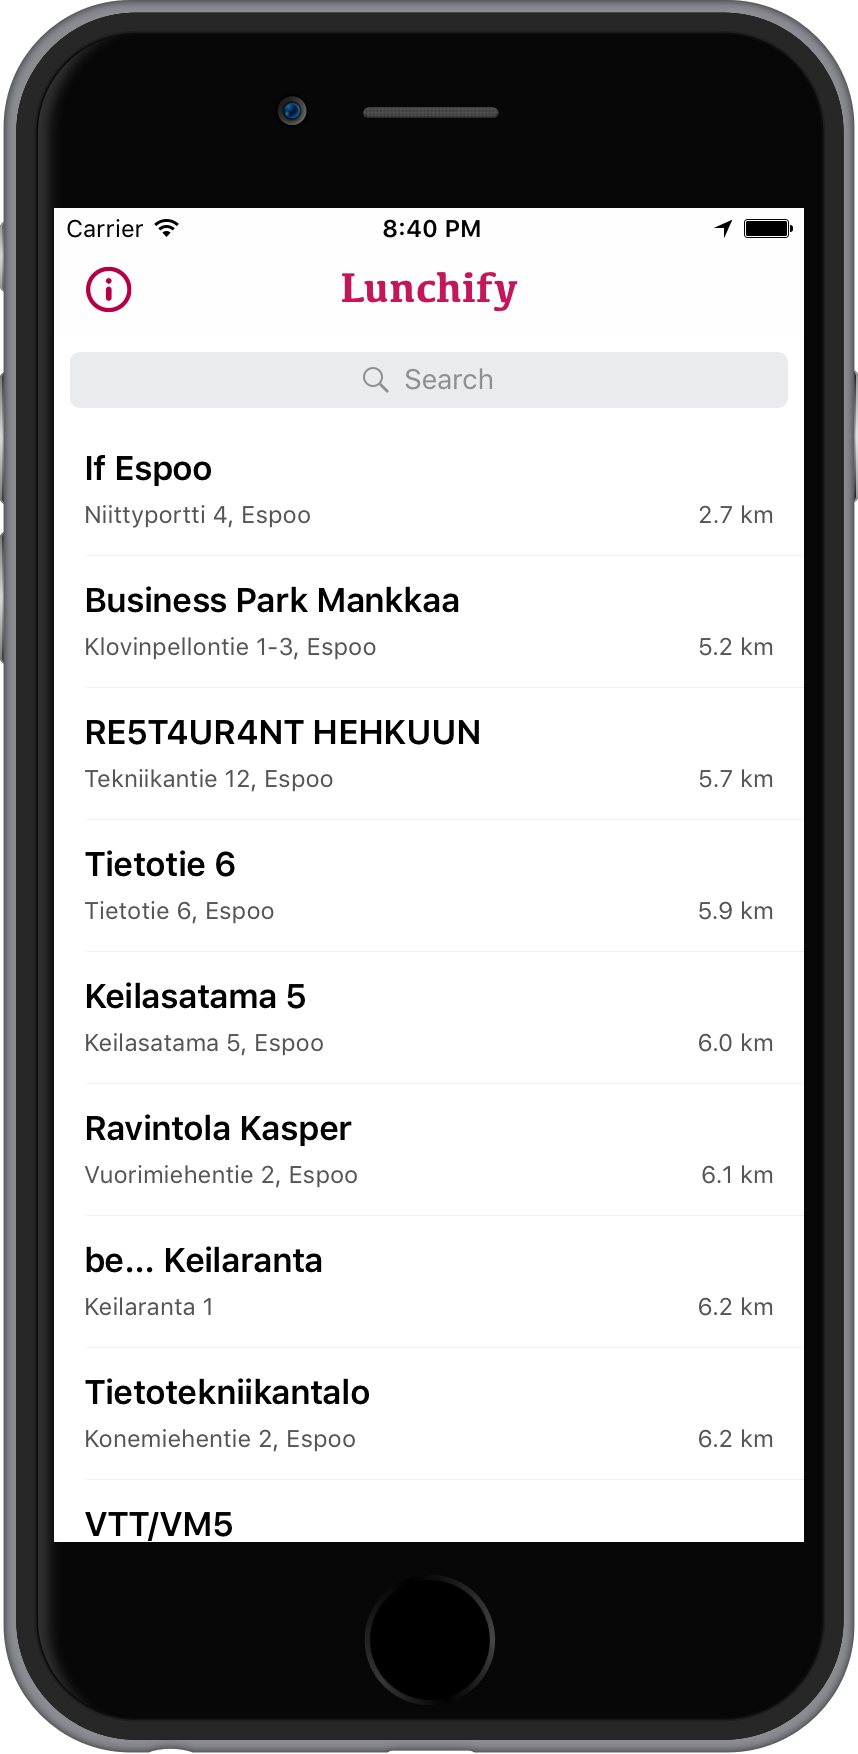 Carrier 8:40 PM
Lunchify
Search
If Espoo
Niittyportti 4, Espoo 2.7 km
Business Park Mankkaa
Klovinpellontie 1-3, Espoo 5.2 km
RE5T4UR4NT HEHKUUN
Tekniikantie 12, Espoo 5.7 km
Tietotie 6
Tietotie 6, Espoo 5.9 km
Keilasatama 5
Keilasatama 5, Espoo 6.0 km
Ravintola Kasper
Vuorimiehentie 2, Espoo 6.1 km
be... Keilaranta
Keilaranta 1 6.2 km
Tietotekniikantalo
Konemiehentie 2, Espoo 6.2 km
VTT/VM5